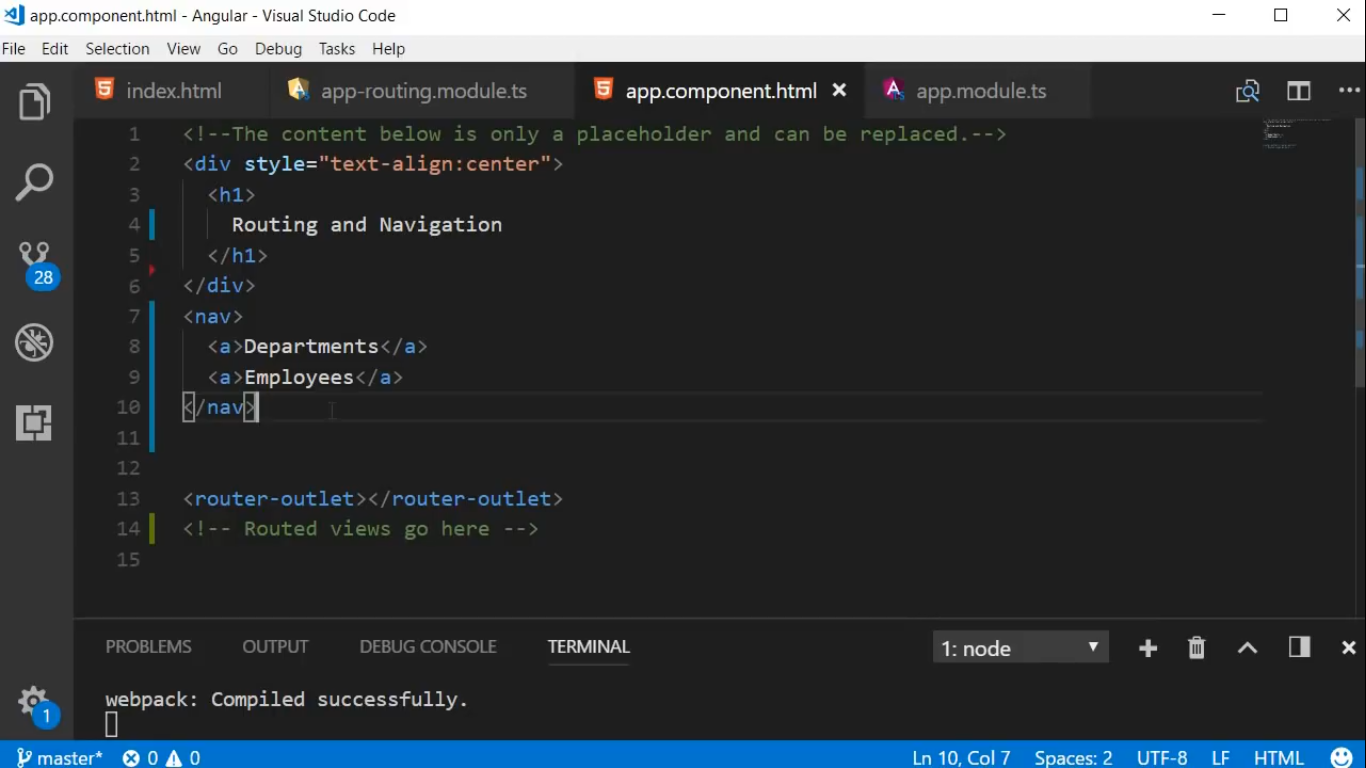 app.component.html - Angular - Visual Studio Code
File Edit Selection View Go Debug Tasks Help
index.html app-routing.module.ts app.component.html app.module.ts
1 <!--The content below is only a placeholder and can be replaced.-->
2 <div style="text-align:center">
3   <h1>
4     Routing and Navigation
5   </h1>
6 </div>
7 <nav>
8   <a>Departments</a>
9   <a>Employees</a>
10 </nav>
11
12
13 <router-outlet></router-outlet>
14 <!-- Routed views go here -->
15
28
PROBLEMS OUTPUT DEBUG CONSOLE TERMINAL 1: node
webpack: Compiled successfully.
1
master* 0 0 Ln 10, Col 7 Spaces: 2 UTF-8 LF HTML